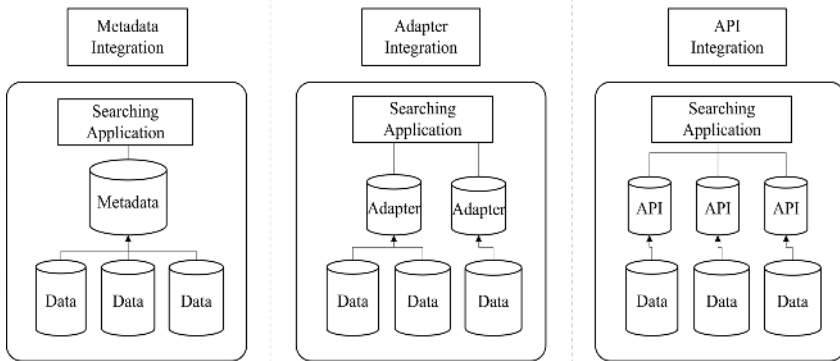 Metadata
Integration
Adapter
Integration
API
Integration
Searching
Application
Metadata
Data
Data
Data
Searching
Application
Adapter
Adapter
Data
Data
Data
Searching
Application
API
API
API
Data
Data
Data